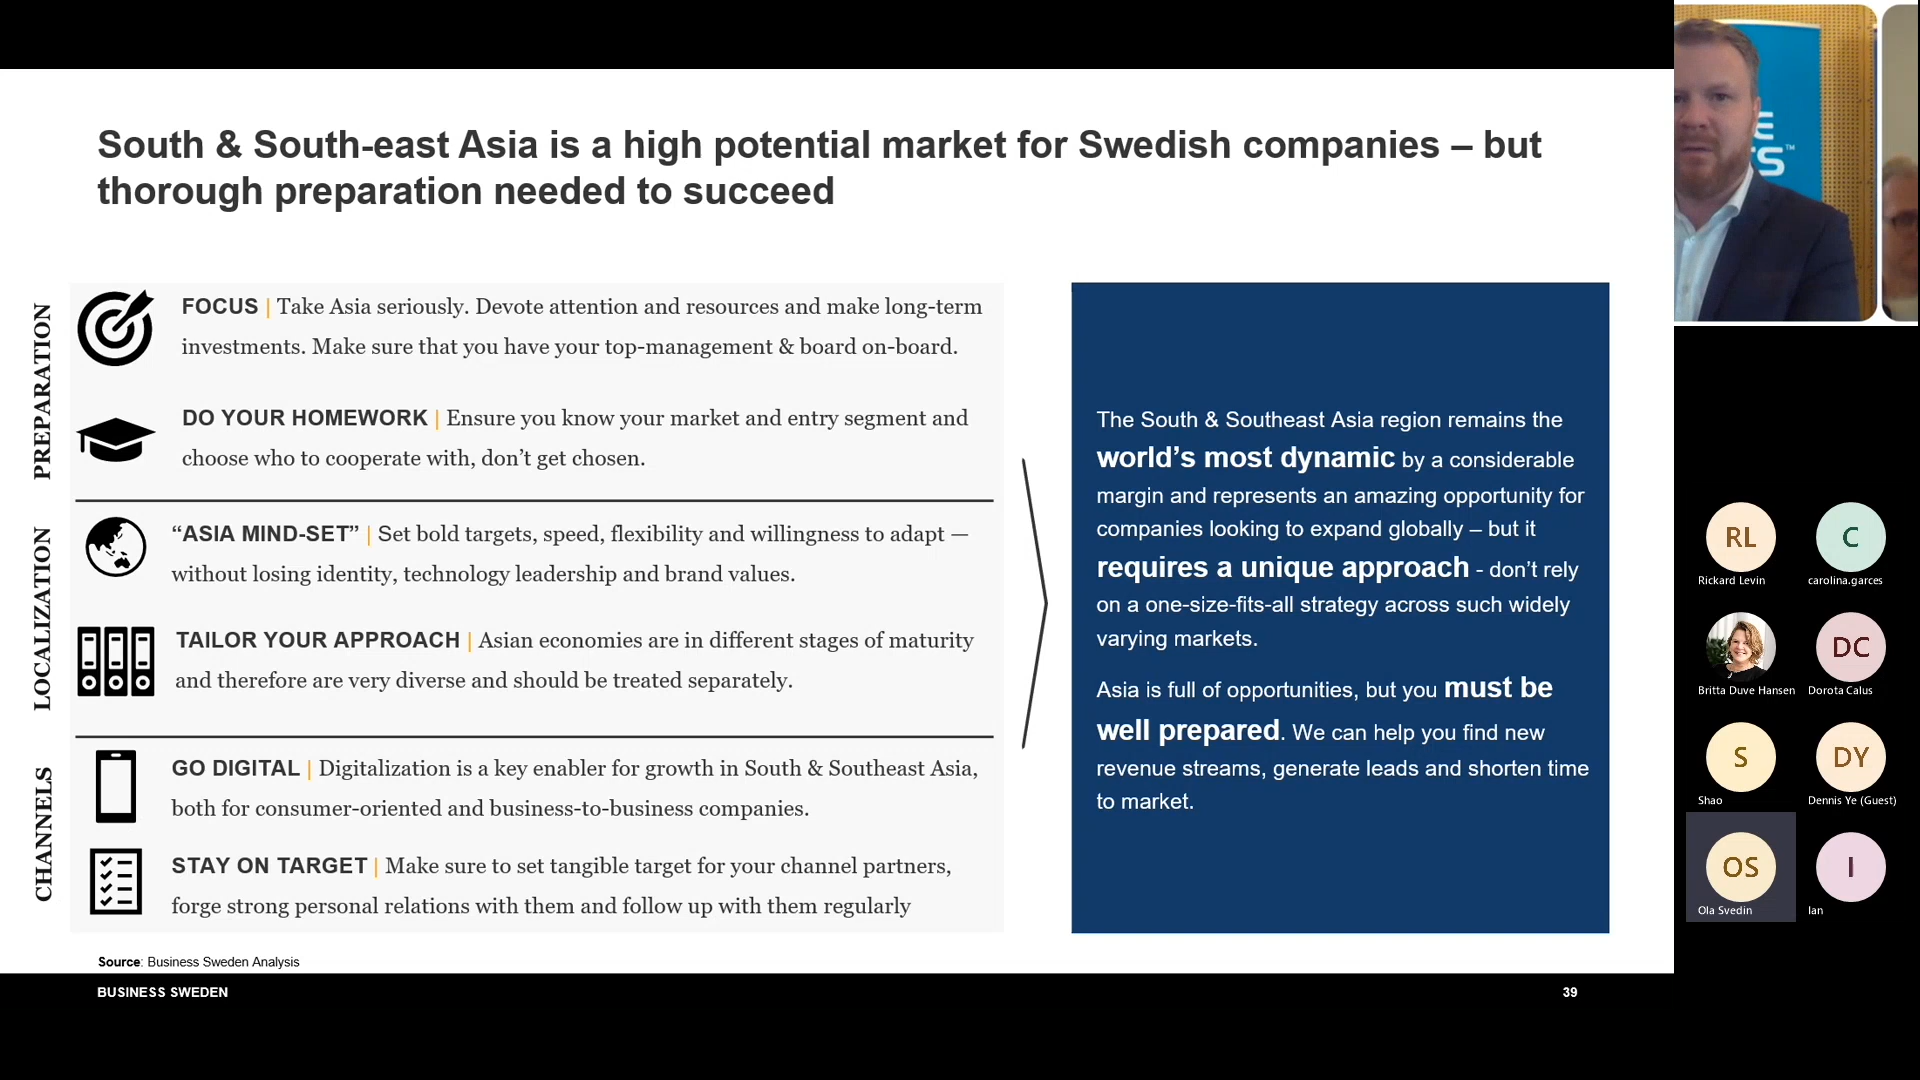 South & South-east Asia is a high potential market for Swedish companies – but
thorough preparation needed to succeed
PREPARATION
FOCUS | Take Asia seriously. Devote attention and resources and make long-term
investments. Make sure that you have your top-management & board on-board.
DO YOUR HOMEWORK | Ensure you know your market and entry segment and
choose who to cooperate with, don’t get chosen.
LOCALIZATION
“ASIA MIND-SET” | Set bold targets, speed, flexibility and willingness to adapt —
without losing identity, technology leadership and brand values.
TAILOR YOUR APPROACH | Asian economies are in different stages of maturity
and therefore are very diverse and should be treated separately.
CHANNELS
GO DIGITAL | Digitalization is a key enabler for growth in South & Southeast Asia,
both for consumer-oriented and business-to-business companies.
STAY ON TARGET | Make sure to set tangible target for your channel partners,
forge strong personal relations with them and follow up with them regularly
The South & Southeast Asia region remains the
world’s most dynamic by a considerable
margin and represents an amazing opportunity for
companies looking to expand globally – but it
requires a unique approach - don’t rely
on a one-size-fits-all strategy across such widely
varying markets.
Asia is full of opportunities, but you must be
well prepared. We can help you find new
revenue streams, generate leads and shorten time
to market.
Source: Business Sweden Analysis
BUSINESS SWEDEN
39
RL
Rickard Levin
C
carolina.garces
Britta Duve Hansen
DC
Dorota Calus
S
Shao
DY
Dennis Ye (Guest)
OS
Ola Svedin
I
Ian